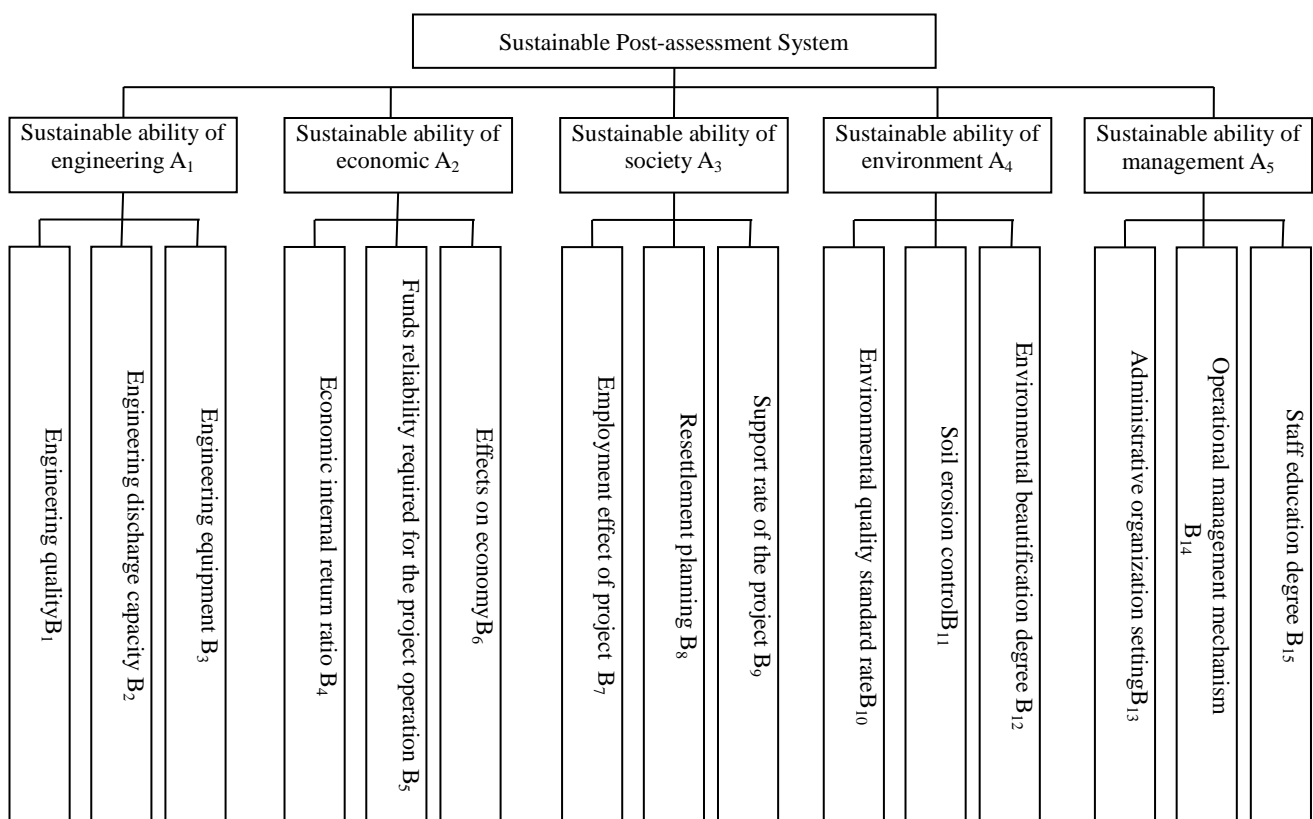 Sustainable Post-assessment System
Sustainable ability of
engineering A₁
Sustainable ability of
economic A₂
Sustainable ability of
society A₃
Sustainable ability of
environment A₄
Sustainable ability of
management A₅
Engineering qualityB₁
Engineering discharge capacity B₂
Engineering equipment B₃
Economic internal return ratio B₄
Funds reliability required for the project operation B₅
Effects on economyB₆
Employment effect of project B₇
Resettlement planning B₈
Support rate of the project B₉
Environmental quality standard rateB₁₀
Soil erosion controlB₁₁
Environmental beautification degree B₁₂
Administrative organization settingB₁₃
Operational management mechanism
B₁₄
Staff education degree B₁₅